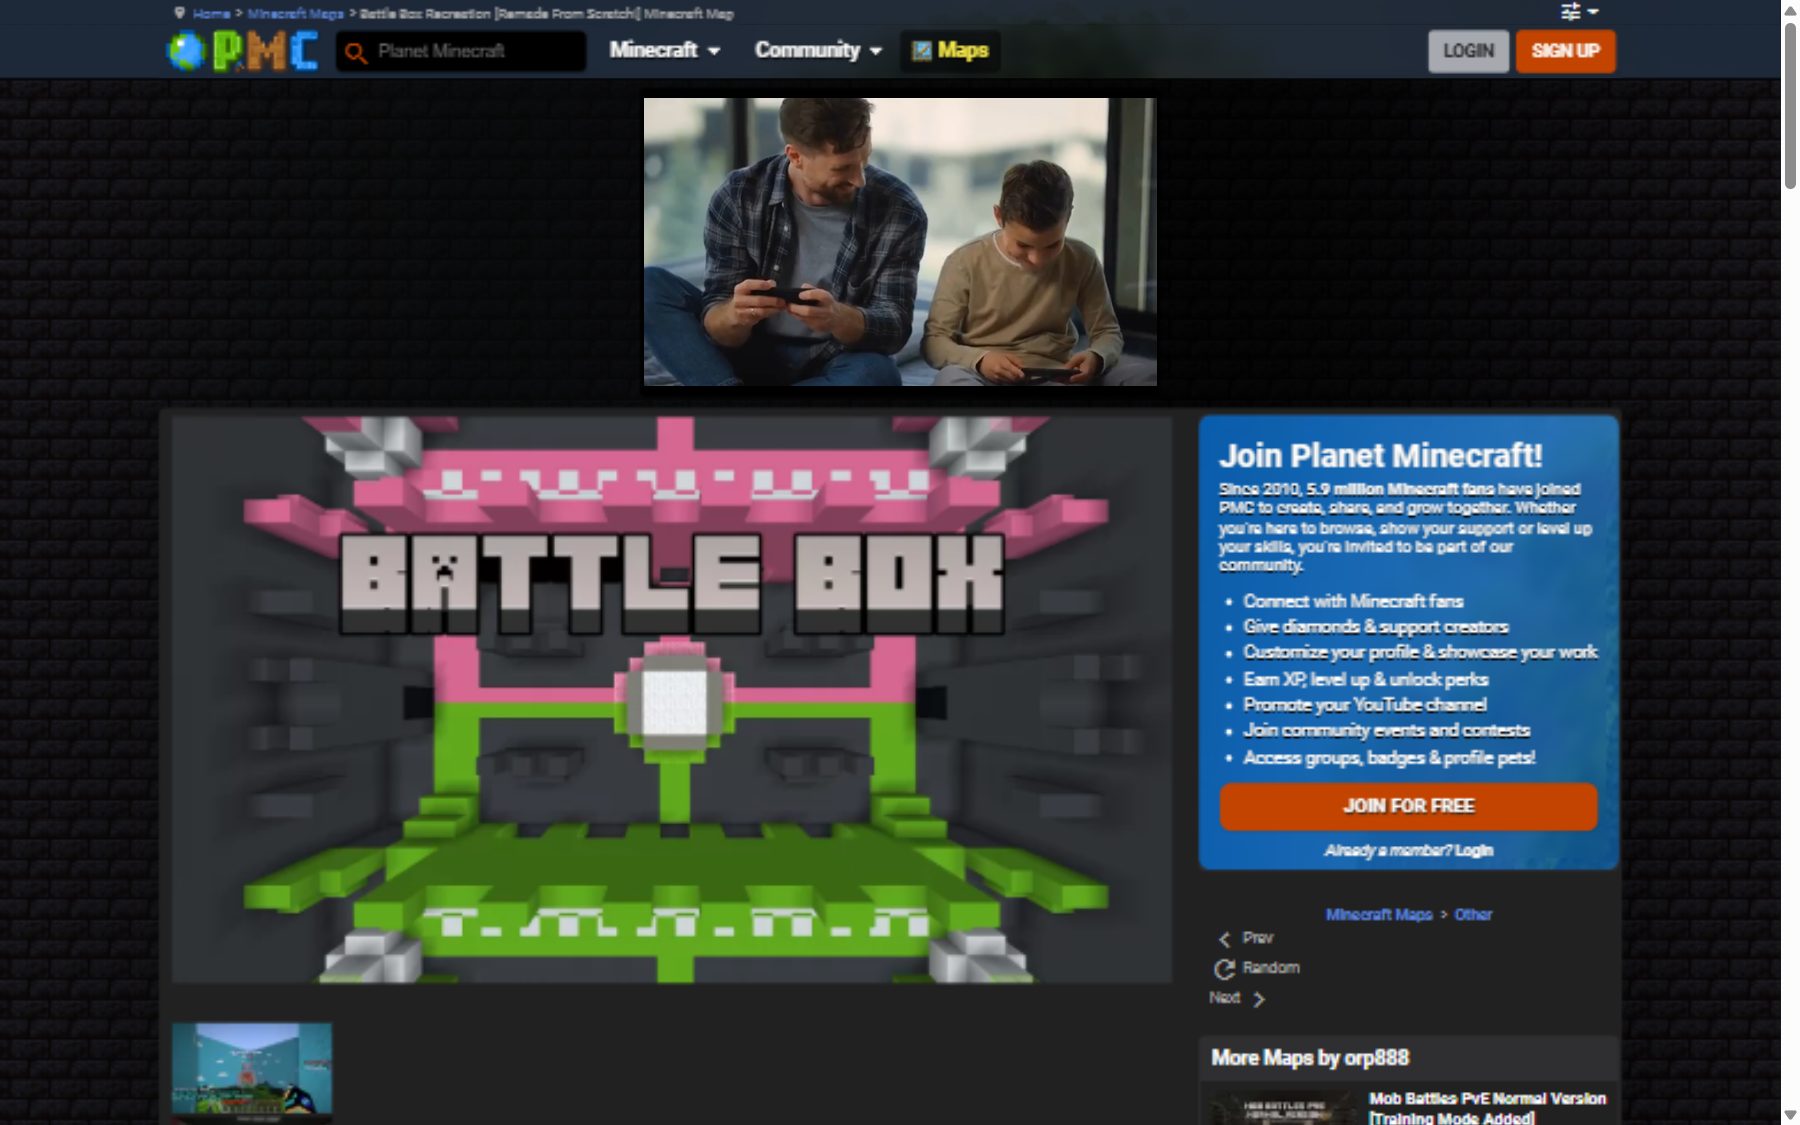 Home > Minecraft Maps > Battle Box Recreation [Remade From Scratch!] Minecraft Map
PMC
Planet Minecraft
Minecraft
Community
Maps
LOGIN
SIGN UP
BATTLE BOX
Join Planet Minecraft!
Since 2010, 5.9 million Minecraft fans have joined
PMC to create, share, and grow together. Whether
you're here to browse, show your support or level up
your skills, you're invited to be part of our
community.
• Connect with Minecraft fans
• Give diamonds & support creators
• Customize your profile & showcase your work
• Earn XP, level up & unlock perks
• Promote your YouTube channel
• Join community events and contests
• Access groups, badges & profile pets!
JOIN FOR FREE
Already a member? Login
Minecraft Maps > Other
Prev
Random
Next
More Maps by orp888
MOB BATTLES PVE
NORMAL VERSION
Mob Battles PvE Normal Version
[Training Mode Added]